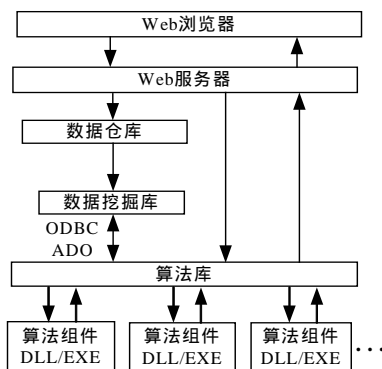 Web浏览器
Web服务器
数据仓库
数据挖掘库
ODBC
ADO
算法库
算法组件
DLL/EXE
算法组件
DLL/EXE
算法组件
DLL/EXE
...